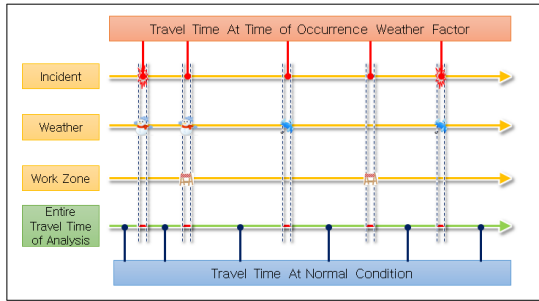 Travel Time At Time of Occurrence Weather Factor
Incident
Weather
Work Zone
Entire
Travel Time
of Analysis
Travel Time At Normal Condition